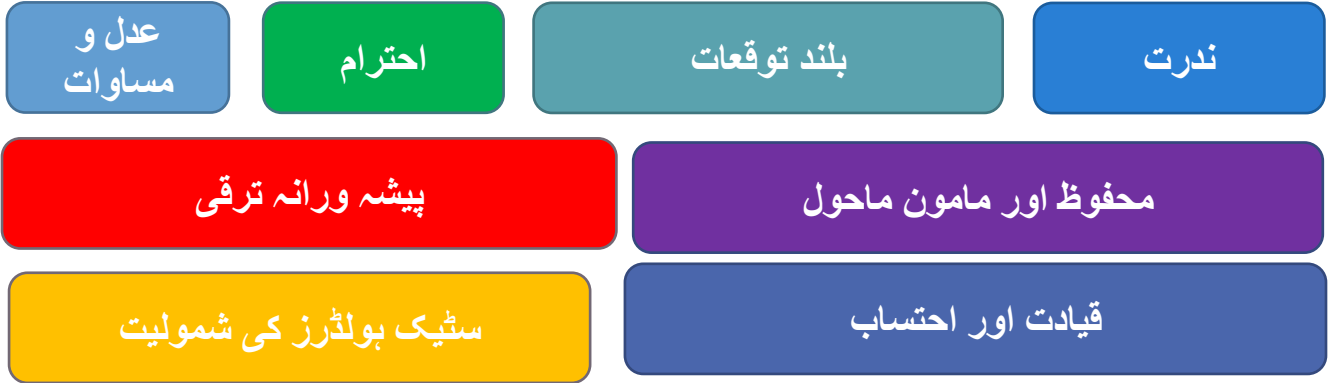 ندرت
بلند توقعات
احترام
عدل و
مساوات
محفوظ اور مامون ماحول
پیشہ ورانہ ترقی
قیادت اور احتساب
سٹیک ہولڈرز کی شمولیت